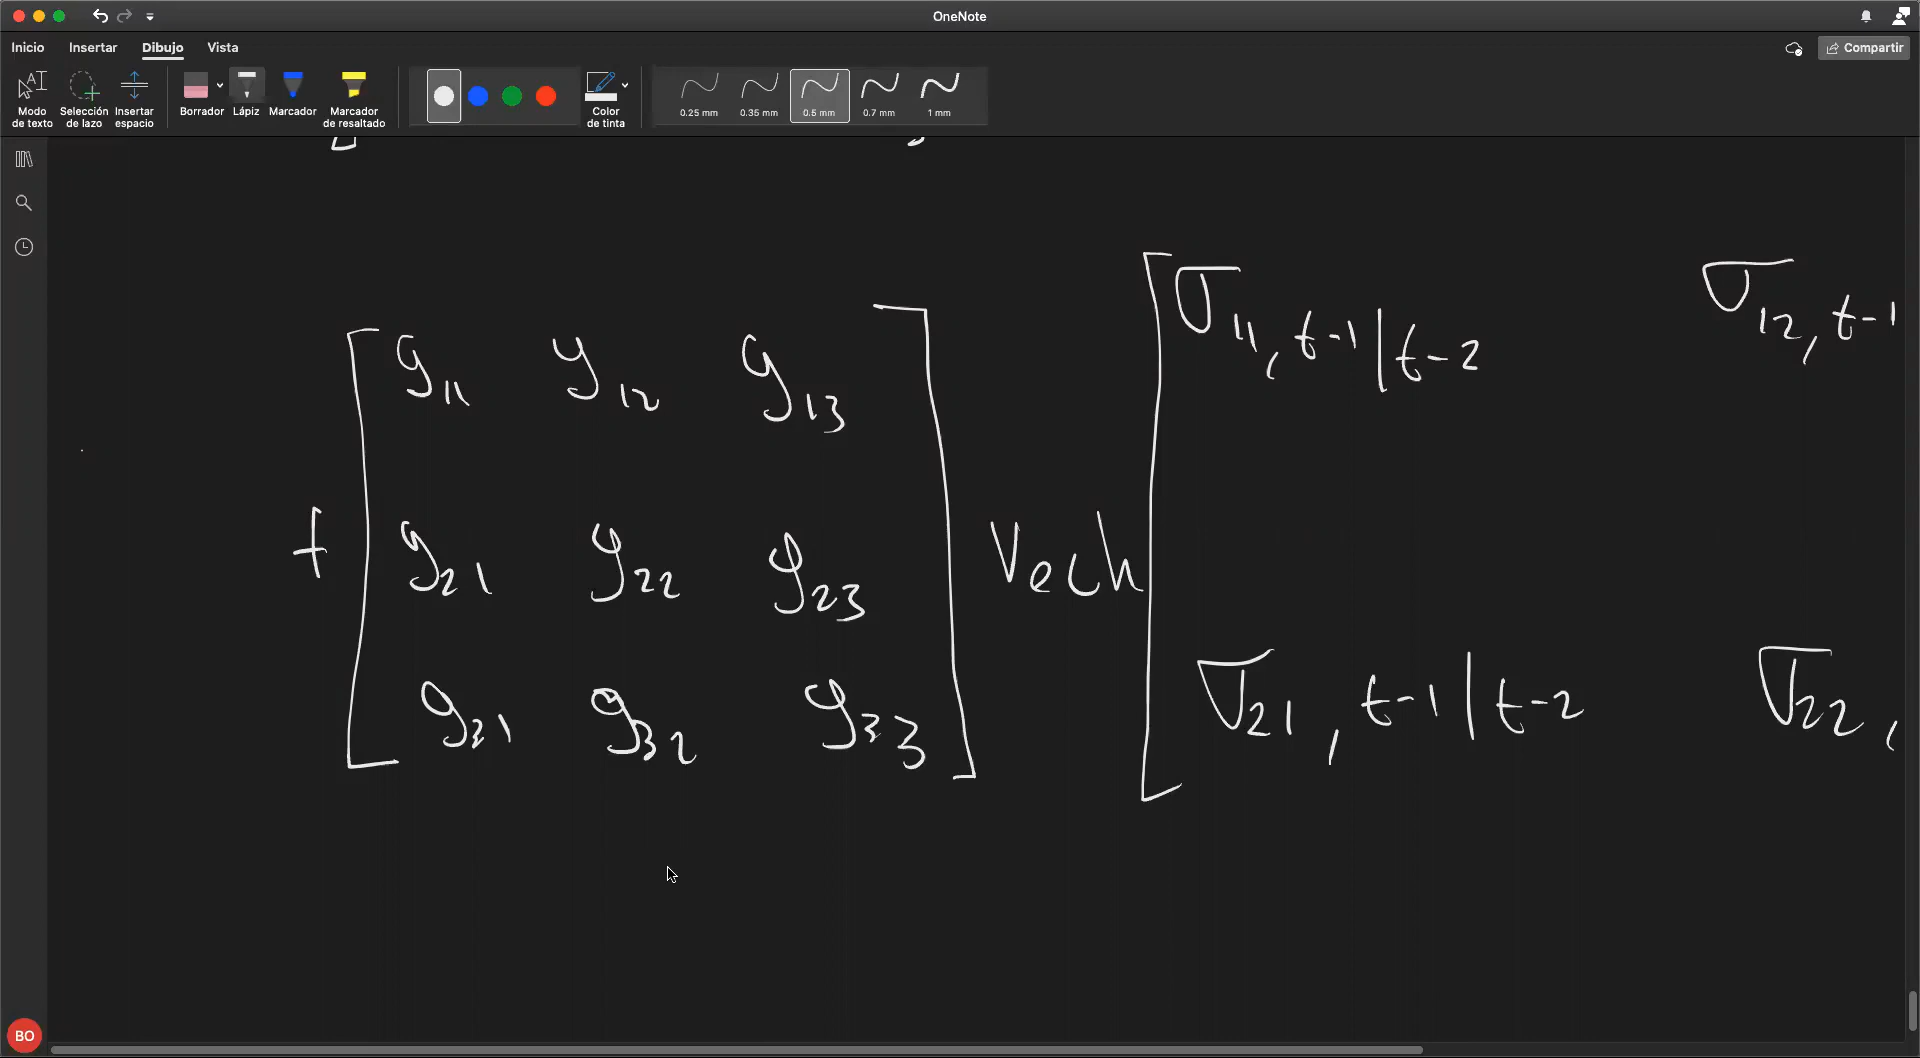 OneNote
Inicio Insertar Dibujo Vista
Compartir
Modo de texto
Selección de lazo
Insertar espacio
Borrador
Lápiz
Marcador
Marcador de resaltado
Color de tinta
0.25 mm
0.35 mm
0.5 mm
0.7 mm
1 mm
g11 g12 g13
+ g21 g22 g23 Vech
g31 g32 g33
σ11, t-1|t-2 σ12, t-1
σ21, t-1|t-2 σ22,
BO